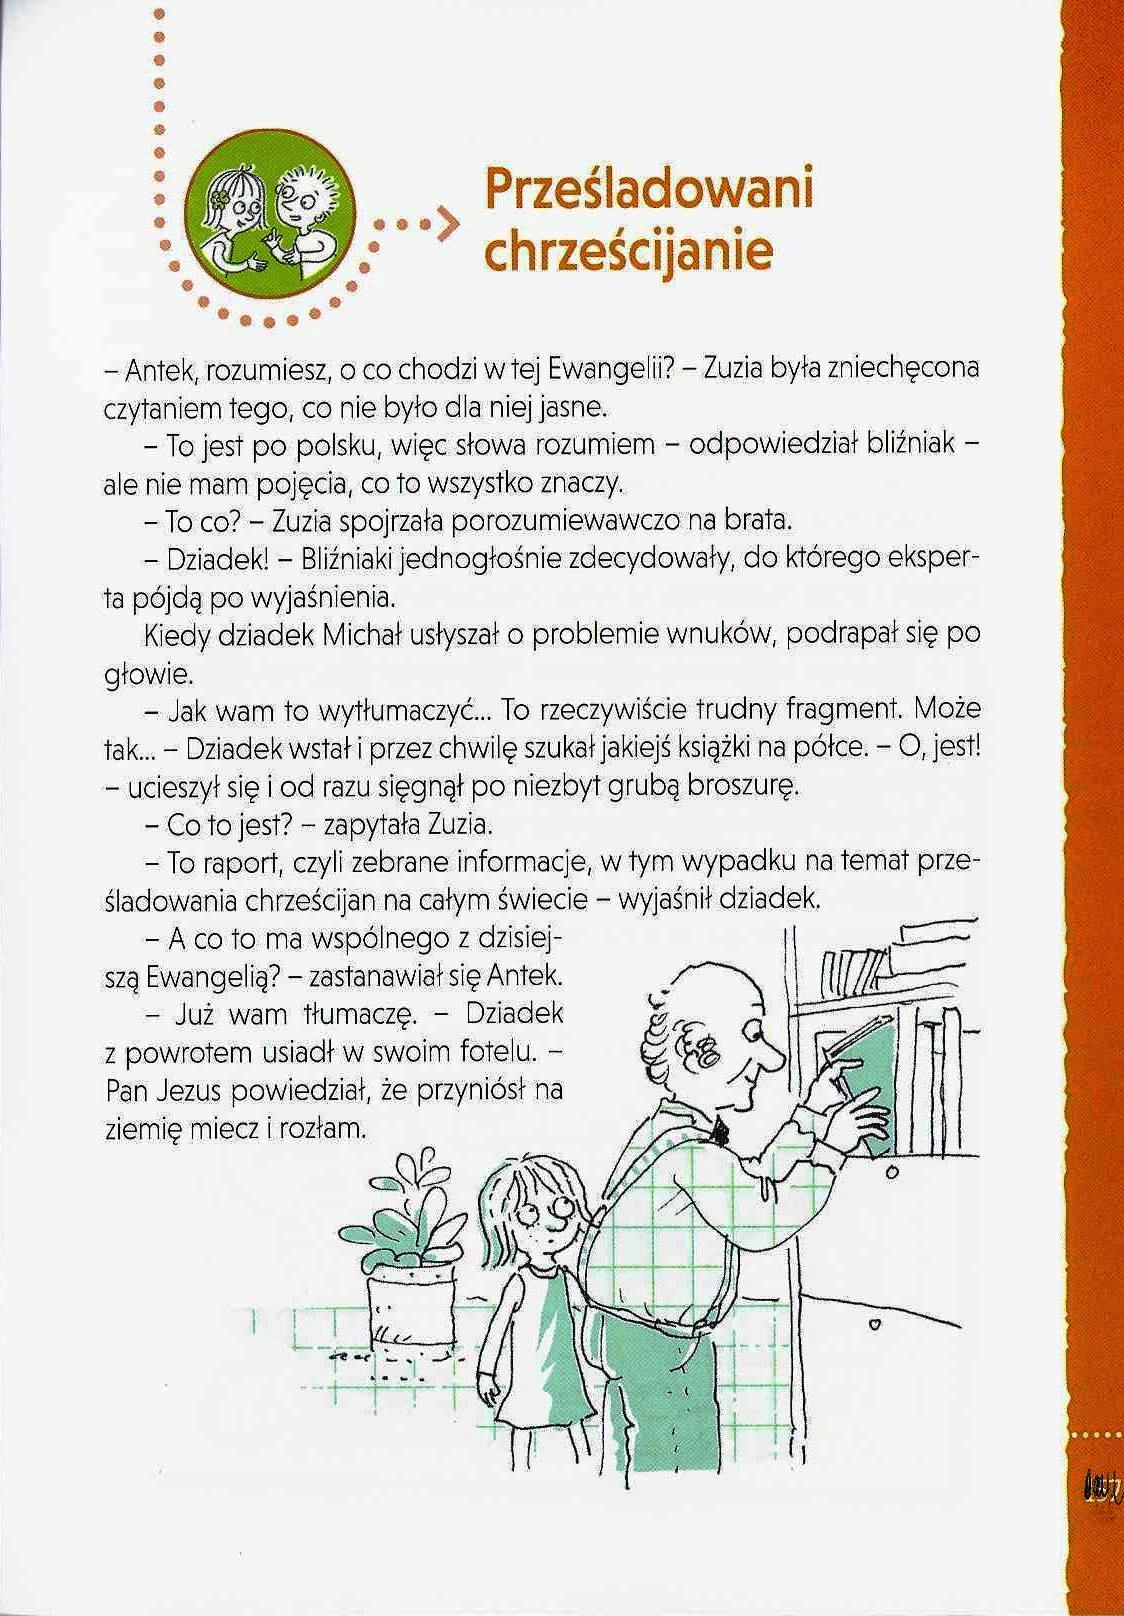 Prześladowani
chrześcijanie
– Antek, rozumiesz, o co chodzi w tej Ewangelii? – Zuzia była zniechęcona
czytaniem tego, co nie było dla niej jasne.
– To jest po polsku, więc słowa rozumiem – odpowiedział bliźniak –
ale nie mam pojęcia, co to wszystko znaczy.
– To co? – Zuzia spojrzała porozumiewawczo na brata.
– Dziadek! – Bliźniaki jednogłośnie zdecydowały, do którego eksper-
ta pójdą po wyjaśnienia.
Kiedy dziadek Michał usłyszał o problemie wnuków, podrapał się po
głowie.
– Jak wam to wytłumaczyć... To rzeczywiście trudny fragment. Może
tak... – Dziadek wstał i przez chwilę szukał jakiejś książki na półce. – O, jest!
– ucieszył się i od razu sięgnął po niezbyt grubą broszurę.
– Co to jest? – zapytała Zuzia.
– To raport, czyli zebrane informacje, w tym wypadku na temat prze-
śladowania chrześcijan na całym świecie – wyjaśnił dziadek.
– A co to ma wspólnego z dzisiej-
szą Ewangelią? – zastanawiał się Antek.
– Już wam tłumaczę. – Dziadek
z powrotem usiadł w swoim fotelu. –
Pan Jezus powiedział, że przyniósł na
ziemię miecz i rozłam.